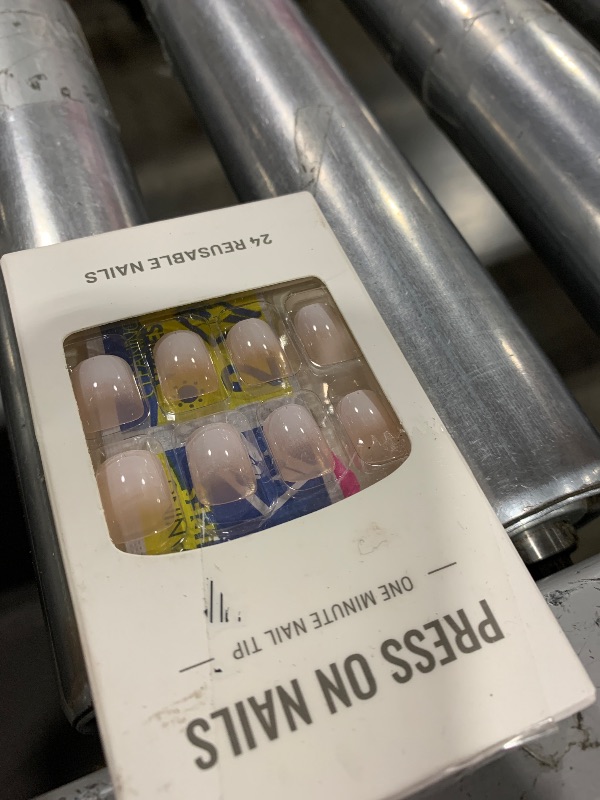 PRESS ON NAILS
ONE MINUTE NAIL TIP
24 REUSABLE NAILS